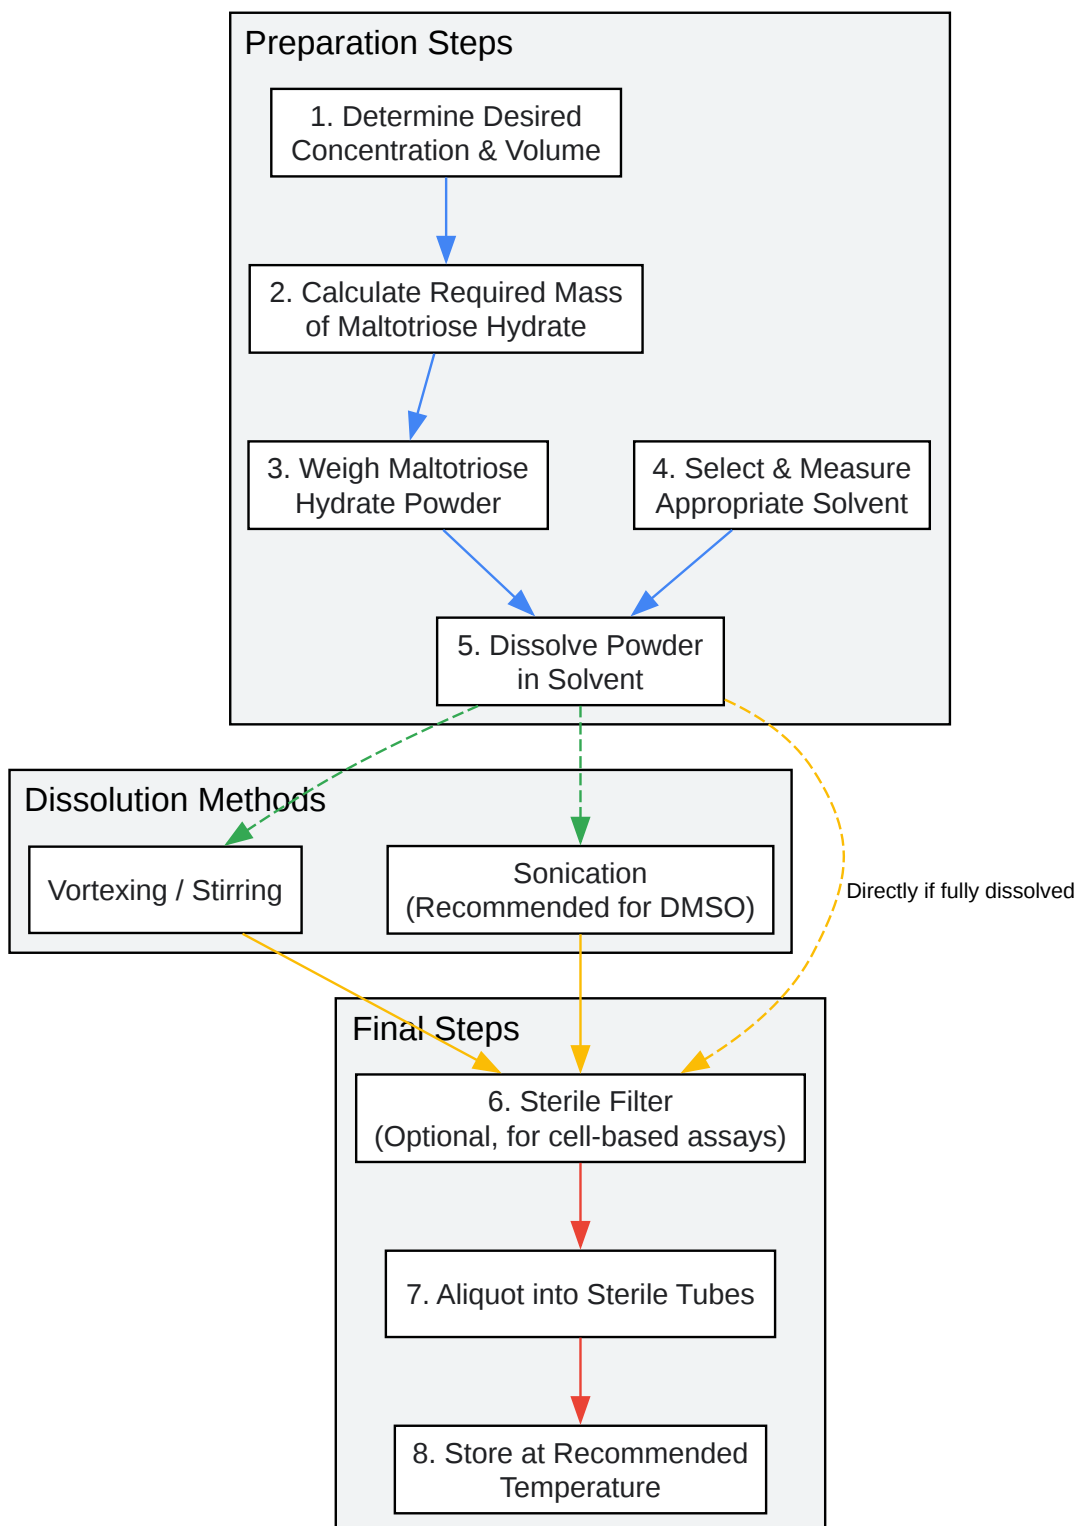 Preparation Steps
1. Determine Desired
Concentration & Volume
2. Calculate Required Mass
of Maltotriose Hydrate
3. Weigh Maltotriose
Hydrate Powder
4. Select & Measure
Appropriate Solvent
5. Dissolve Powder
in Solvent
Dissolution Methods
Vortexing / Stirring
Sonication
(Recommended for DMSO)
Directly if fully dissolved
Final Steps
6. Sterile Filter
(Optional, for cell-based assays)
7. Aliquot into Sterile Tubes
8. Store at Recommended
Temperature